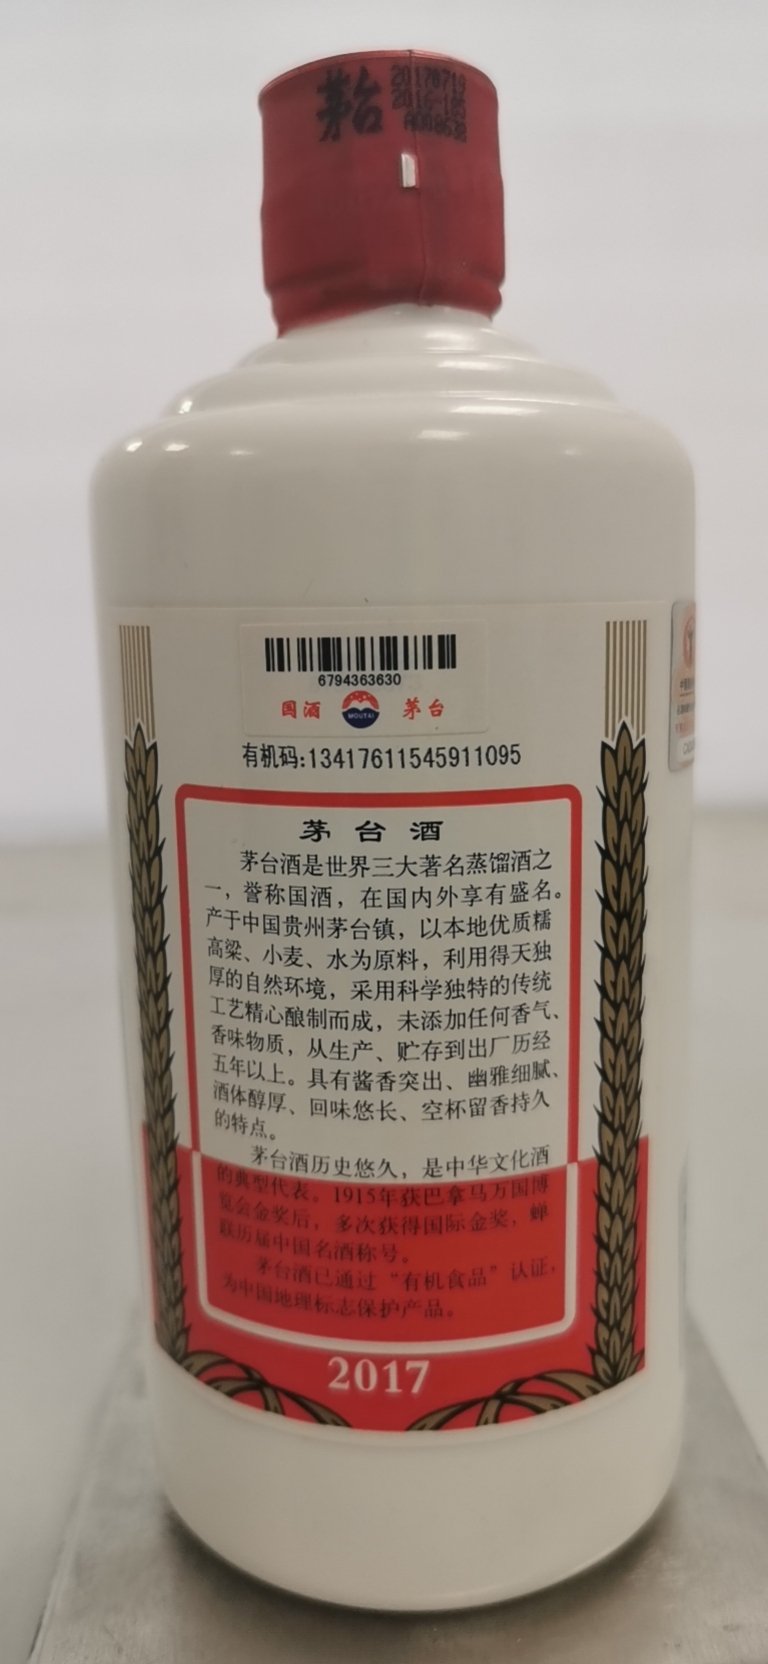 茅台
20170719
2016-185
6794363630
国酒 MOUTAI 茅台
有机码:13417611545911095
茅台酒
茅台酒是世界三大著名蒸馏酒之
一，誉称国酒，在国内外享有盛名。
产于中国贵州茅台镇，以本地优质糯
高粱、小麦、水为原料，利用得天独
厚的自然环境，采用科学独特的传统
工艺精心酿制而成，未添加任何香气、
香味物质，从生产、贮存到出厂历经
五年以上。具有酱香突出、幽雅细腻、
酒体醇厚、回味悠长、空杯留香持久
的特点。
茅台酒历史悠久，是中华文化酒
的典型代表。1915年获巴拿马万国博
览会金奖后，多次获得国际金奖，蝉
联历届中国名酒称号。
茅台酒已通过“有机食品”认证，
为中国地理标志保护产品。
2017